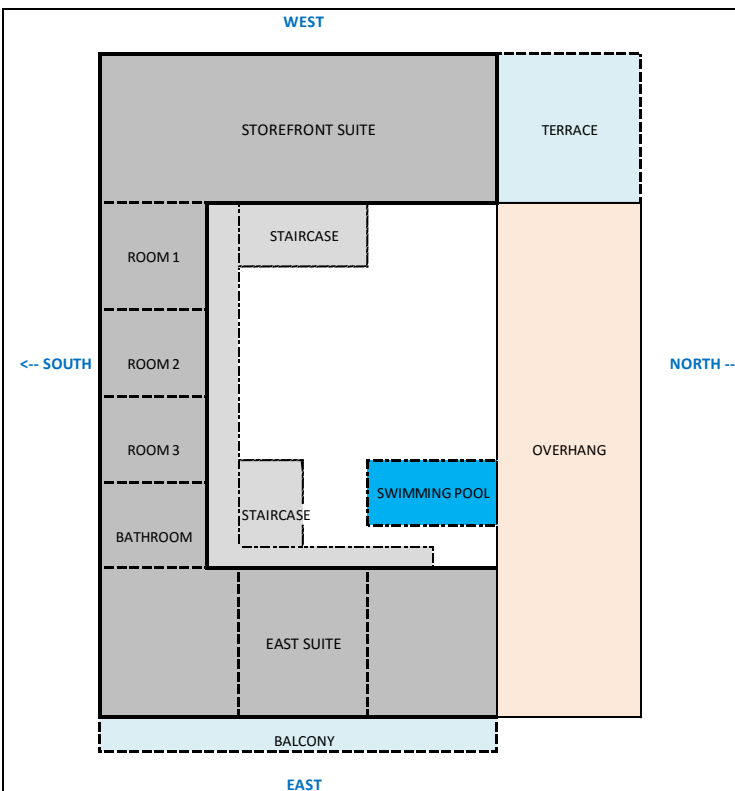 WEST
STOREFRONT SUITE
TERRACE
STAIRCASE
ROOM 1
<-- SOUTH
ROOM 2
NORTH --
ROOM 3
OVERHANG
SWIMMING POOL
STAIRCASE
BATHROOM
EAST SUITE
BALCONY
EAST